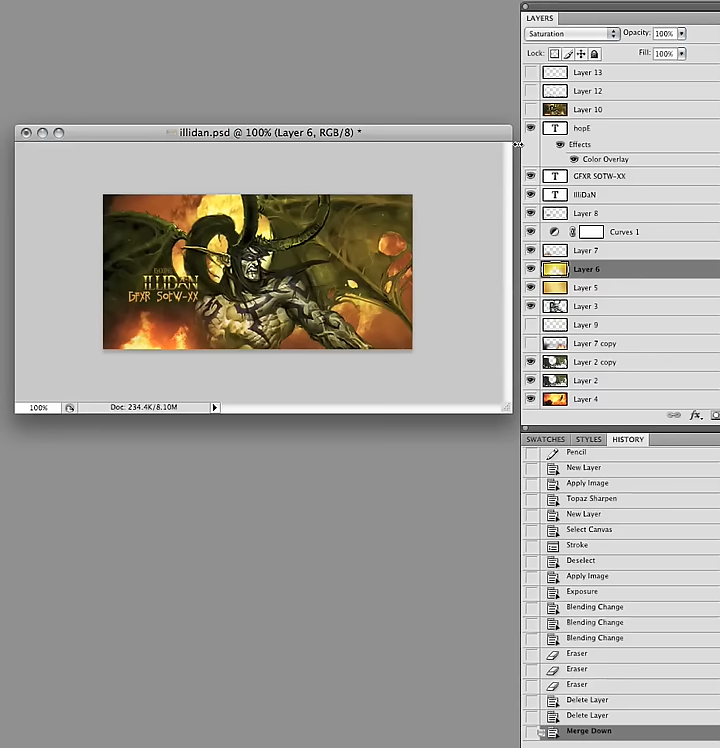 LAYERS
Saturation Opacity: 100%
Lock: Fill: 100%
Layer 13
Layer 12
Layer 10
T hopE
Effects
Color Overlay
T GFXR SOTW-XX
T IlliDaN
Layer 8
Curves 1
Layer 7
Layer 6
Layer 5
Layer 3
Layer 9
Layer 7 copy
Layer 2 copy
Layer 2
Layer 4
fx.
illidan.psd @ 100% (Layer 6, RGB/8) *
ILLIDAN
GFXR SOTW-XX
100% Doc: 234.4K/8.10M
SWATCHES STYLES HISTORY
Pencil
New Layer
Apply Image
Topaz Sharpen
New Layer
Select Canvas
Stroke
Deselect
Apply Image
Exposure
Blending Change
Blending Change
Blending Change
Eraser
Eraser
Eraser
Delete Layer
Delete Layer
Merge Down